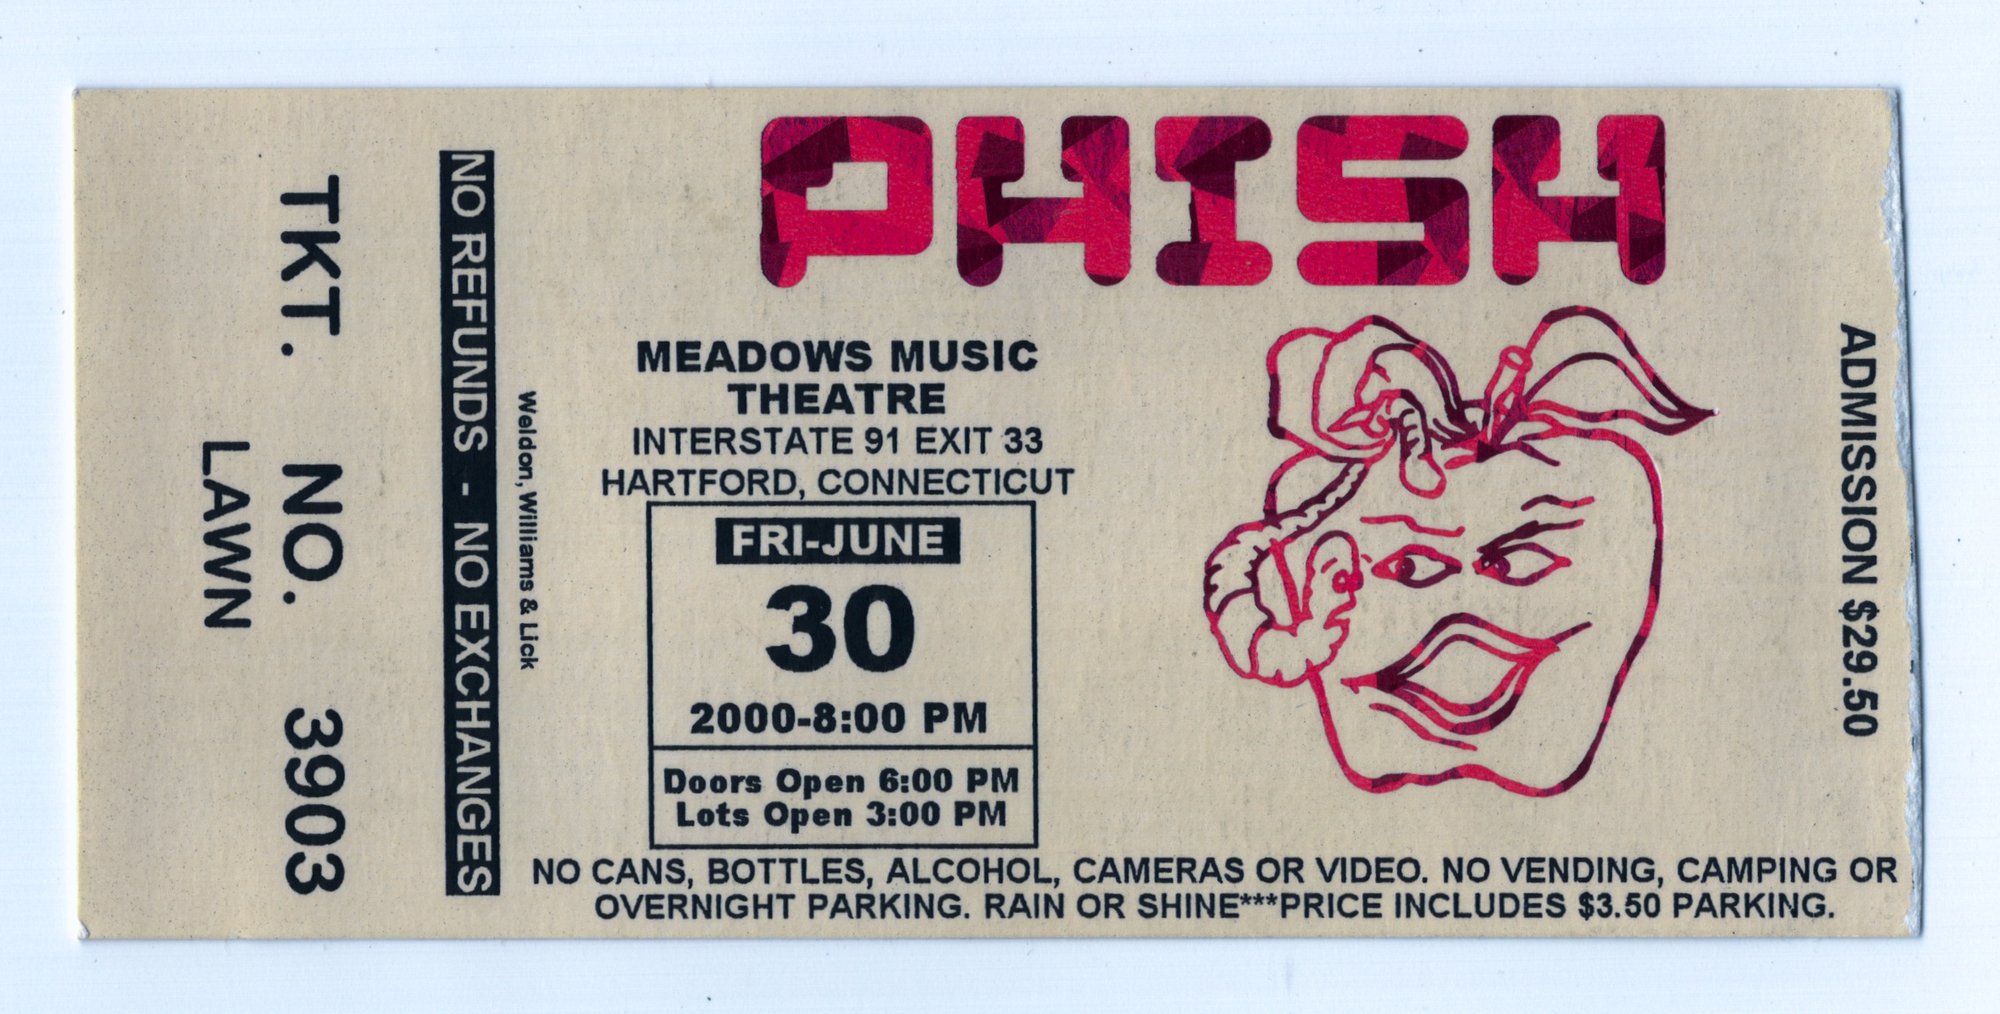 TKT. NO. 3903
LAWN
NO REFUNDS - NO EXCHANGES
Weldon, Williams & Lick
PHISH
MEADOWS MUSIC
THEATRE
INTERSTATE 91 EXIT 33
HARTFORD, CONNECTICUT
FRI-JUNE
30
2000-8:00 PM
Doors Open 6:00 PM
Lots Open 3:00 PM
NO CANS, BOTTLES, ALCOHOL, CAMERAS OR VIDEO. NO VENDING, CAMPING OR
OVERNIGHT PARKING. RAIN OR SHINE***PRICE INCLUDES $3.50 PARKING.
ADMISSION $29.50